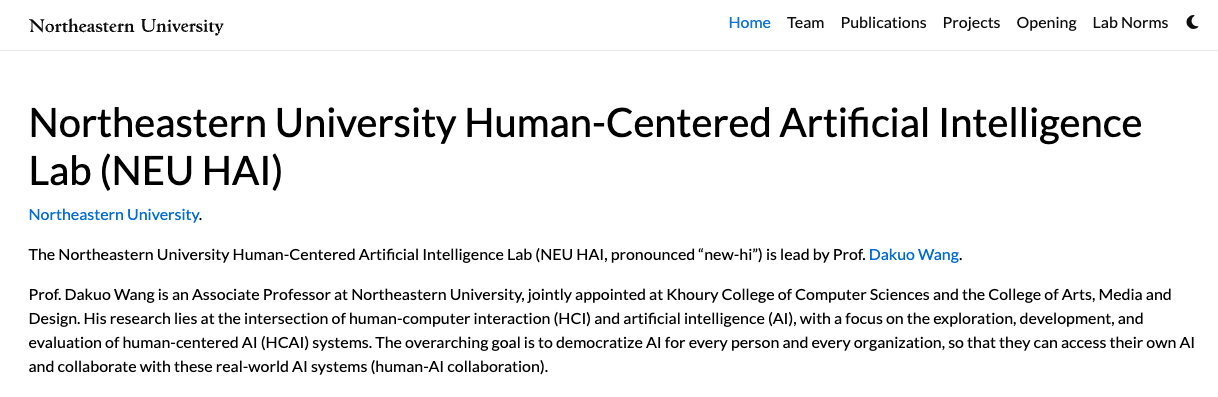 Northeastern University
Home Team Publications Projects Opening Lab Norms
Northeastern University Human-Centered Artificial Intelligence
Lab (NEU HAI)
Northeastern University.
The Northeastern University Human-Centered Artificial Intelligence Lab (NEU HAI, pronounced “new-hi”) is lead by Prof. Dakuo Wang.
Prof. Dakuo Wang is an Associate Professor at Northeastern University, jointly appointed at Khoury College of Computer Sciences and the College of Arts, Media and
Design. His research lies at the intersection of human-computer interaction (HCI) and artificial intelligence (AI), with a focus on the exploration, development, and
evaluation of human-centered AI (HCAI) systems. The overarching goal is to democratize AI for every person and every organization, so that they can access their own AI
and collaborate with these real-world AI systems (human-AI collaboration).